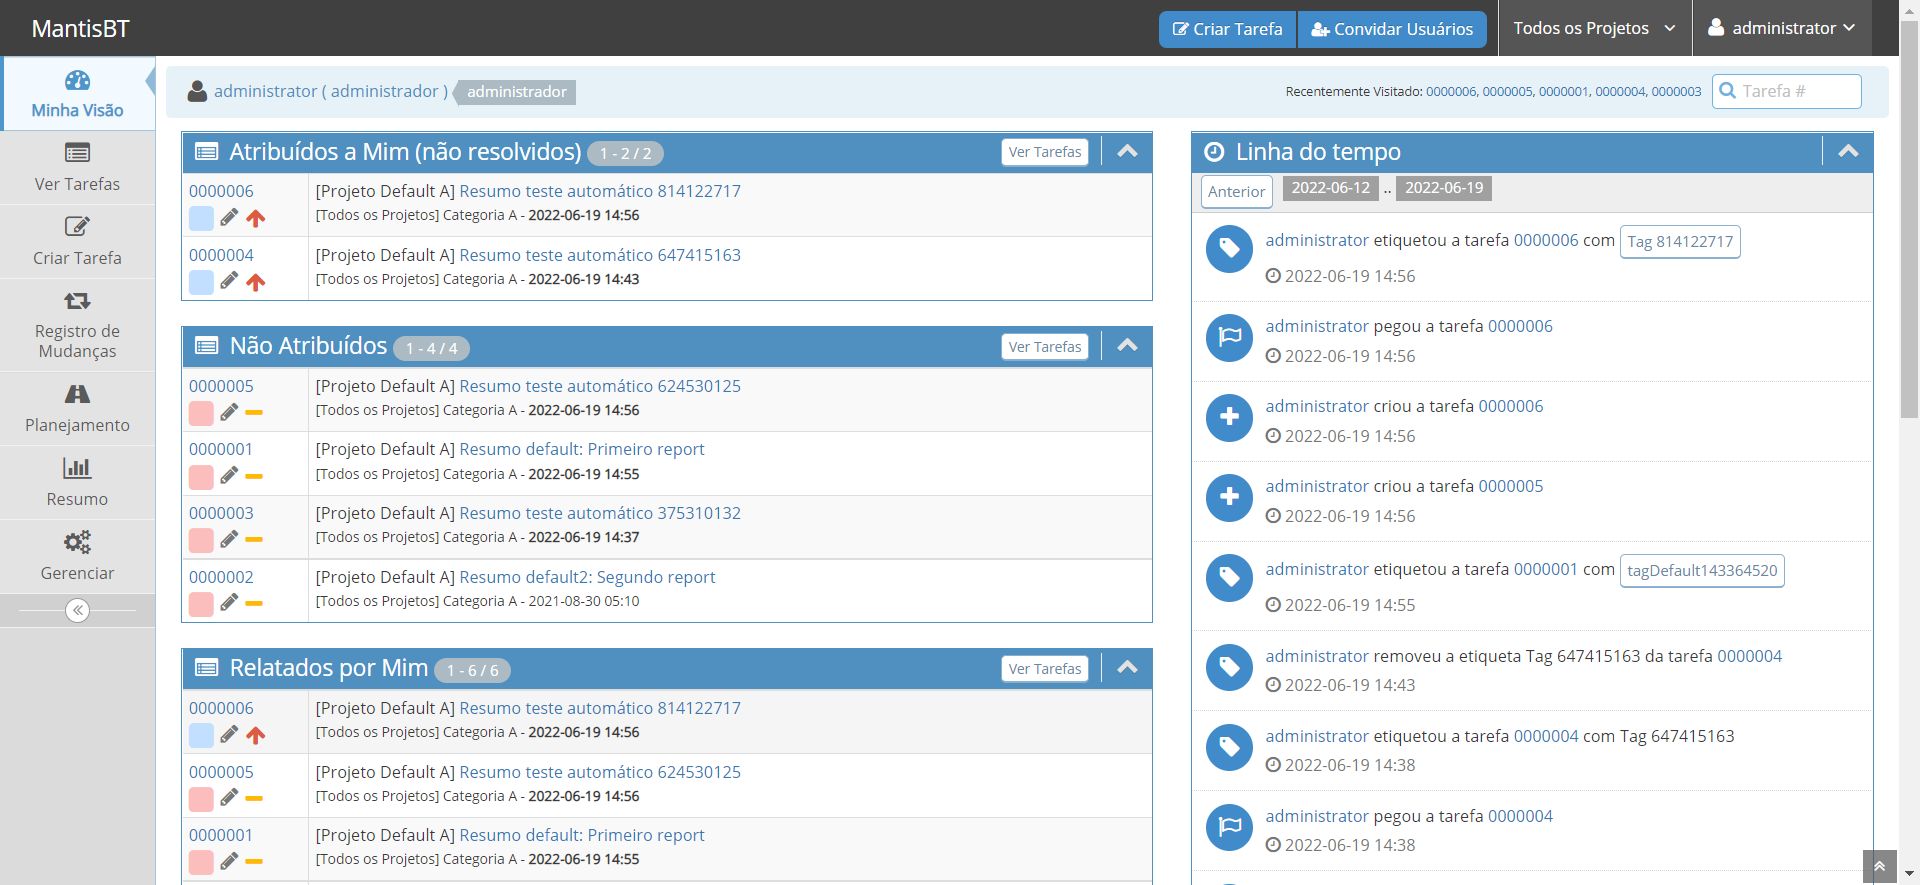 MantisBT
Criar Tarefa
Convidar Usuários
Todos os Projetos
administrator
Minha Visão
Ver Tarefas
Criar Tarefa
Registro de
Mudanças
Planejamento
Resumo
Gerenciar
administrator ( administrador ) administrador
Recentemente Visitado: 0000006, 0000005, 0000001, 0000004, 0000003
Tarefa #
Atribuídos a Mim (não resolvidos) 1 - 2 / 2
Ver Tarefas
0000006
[Projeto Default A] Resumo teste automático 814122717
[Todos os Projetos] Categoria A - 2022-06-19 14:56
0000004
[Projeto Default A] Resumo teste automático 647415163
[Todos os Projetos] Categoria A - 2022-06-19 14:43
Não Atribuídos 1 - 4 / 4
Ver Tarefas
0000005
[Projeto Default A] Resumo teste automático 624530125
[Todos os Projetos] Categoria A - 2022-06-19 14:56
0000001
[Projeto Default A] Resumo default: Primeiro report
[Todos os Projetos] Categoria A - 2022-06-19 14:55
0000003
[Projeto Default A] Resumo teste automático 375310132
[Todos os Projetos] Categoria A - 2022-06-19 14:37
0000002
[Projeto Default A] Resumo default2: Segundo report
[Todos os Projetos] Categoria A - 2021-08-30 05:10
Relatados por Mim 1 - 6 / 6
Ver Tarefas
0000006
[Projeto Default A] Resumo teste automático 814122717
[Todos os Projetos] Categoria A - 2022-06-19 14:56
0000005
[Projeto Default A] Resumo teste automático 624530125
[Todos os Projetos] Categoria A - 2022-06-19 14:56
0000001
[Projeto Default A] Resumo default: Primeiro report
[Todos os Projetos] Categoria A - 2022-06-19 14:55
Linha do tempo
Anterior 2022-06-12 .. 2022-06-19
administrator etiquetou a tarefa 0000006 com Tag 814122717
2022-06-19 14:56
administrator pegou a tarefa 0000006
2022-06-19 14:56
administrator criou a tarefa 0000006
2022-06-19 14:56
administrator criou a tarefa 0000005
2022-06-19 14:56
administrator etiquetou a tarefa 0000001 com tagDefault143364520
2022-06-19 14:55
administrator removeu a etiqueta Tag 647415163 da tarefa 0000004
2022-06-19 14:43
administrator etiquetou a tarefa 0000004 com Tag 647415163
2022-06-19 14:38
administrator pegou a tarefa 0000004
2022-06-19 14:38